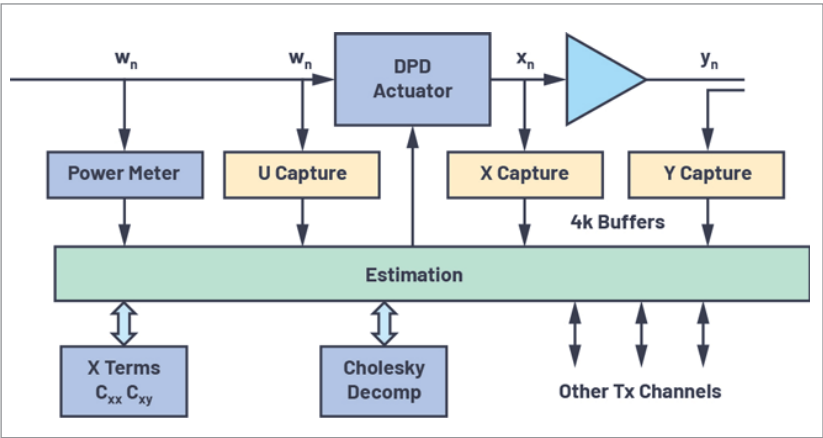 wn
wn
DPD
Actuator
xn
yn
Power Meter
U Capture
X Capture
Y Capture
4k Buffers
Estimation
X Terms
Cxx Cxy
Cholesky
Decomp
Other Tx Channels